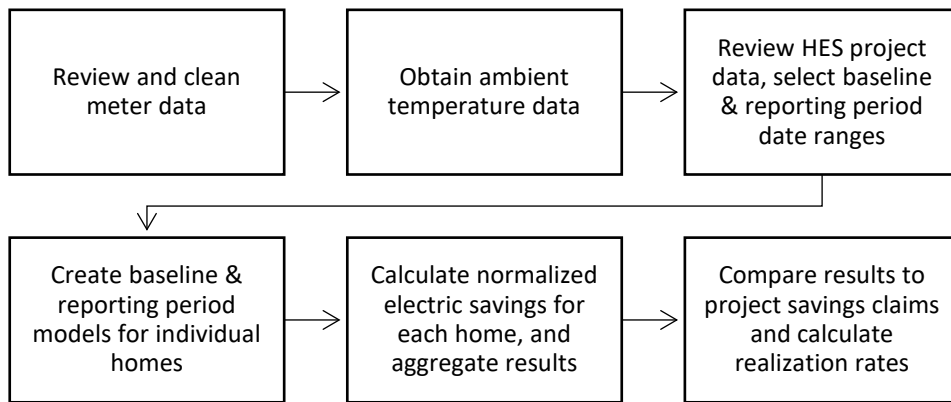 Review and clean
meter data
Obtain ambient
temperature data
Review HES project
data, select baseline
& reporting period
date ranges
Create baseline &
reporting period
models for individual
homes
Calculate normalized
electric savings for
each home, and
aggregate results
Compare results to
project savings claims
and calculate
realization rates